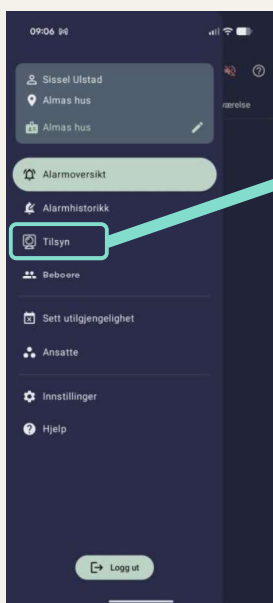 09:06
Sissel Ulstad
Almas hus
Almas hus
værelse
Alarmoversikt
Alarmhistorikk
Tilsyn
Beboere
Sett utilgjengelighet
Ansatte
Innstillinger
Hjelp
Logg ut